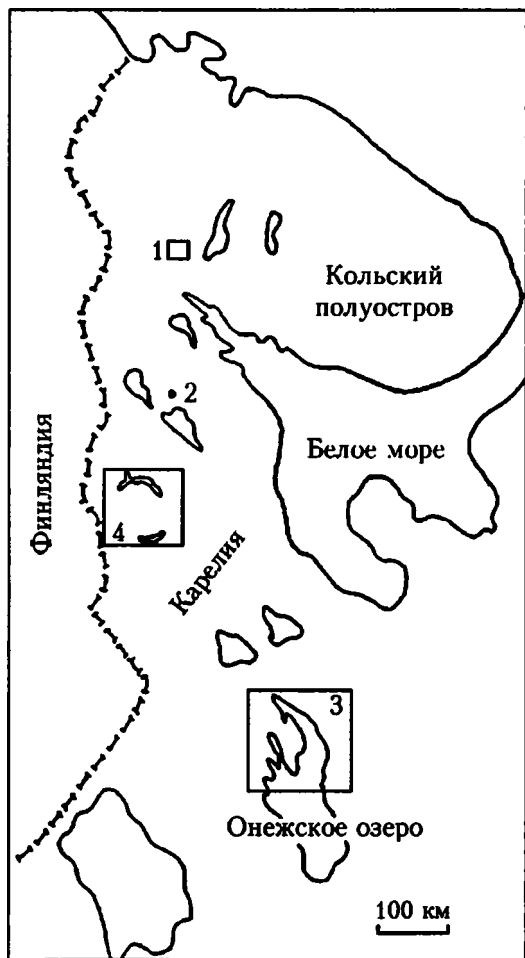 1
Кольский
полуостров
2
Финляндия
Белое море
4
Карелия
3
Онежское озеро
100 км